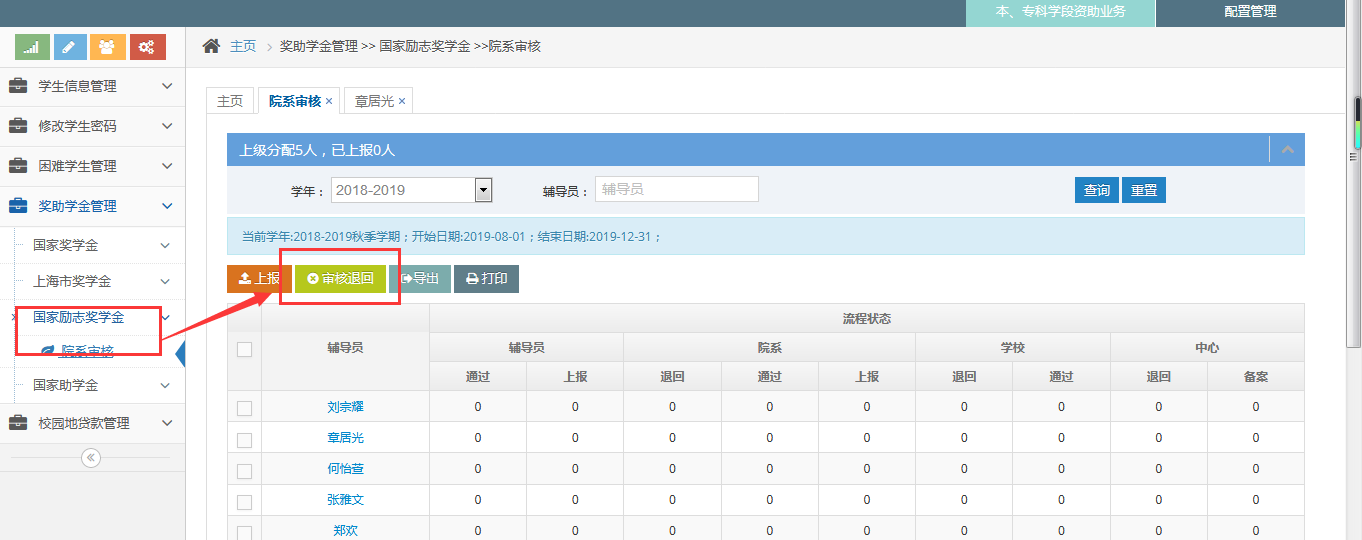 本、专科学段资助业务 配置管理
主页 奖助学金管理 >> 国家励志奖学金 >>院系审核
学生信息管理
修改学生密码
困难学生管理
奖助学金管理
国家奖学金
上海市奖学金
国家励志奖学金
院系审核
国家助学金
校园地贷款管理
主页 院系审核 × 章居光 ×
上级分配5人，已上报0人
学年： 2018-2019 辅导员： 辅导员 查询 重置
当前学年:2018-2019秋季学期；开始日期:2019-08-01；结束日期:2019-12-31；
上报 审核退回 导出 打印
流程状态
辅导员 辅导员 院系 学校 中心
通过 上报 退回 通过 上报 退回 通过 退回 备案
刘宗耀 0 0 0 0 0 0 0 0 0
章居光 0 0 0 0 0 0 0 0 0
何怡萱 0 0 0 0 0 0 0 0 0
张雅文 0 0 0 0 0 0 0 0 0
郑欢 0 0 0 0 0 0 0 0 0